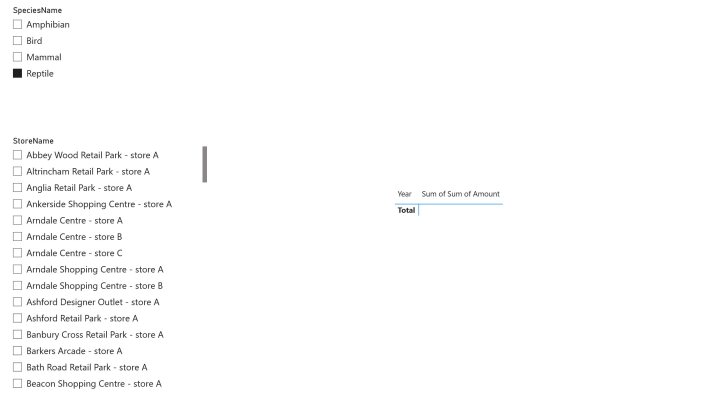 SpeciesName
Amphibian
Bird
Mammal
Reptile
StoreName
Abbey Wood Retail Park - store A
Altrincham Retail Park - store A
Anglia Retail Park - store A
Ankerside Shopping Centre - store A
Arndale Centre - store A
Arndale Centre - store B
Arndale Centre - store C
Arndale Shopping Centre - store A
Arndale Shopping Centre - store B
Ashford Designer Outlet - store A
Ashford Retail Park - store A
Banbury Cross Retail Park - store A
Barkers Arcade - store A
Bath Road Retail Park - store A
Beacon Shopping Centre - store A
Year Sum of Sum of Amount
Total